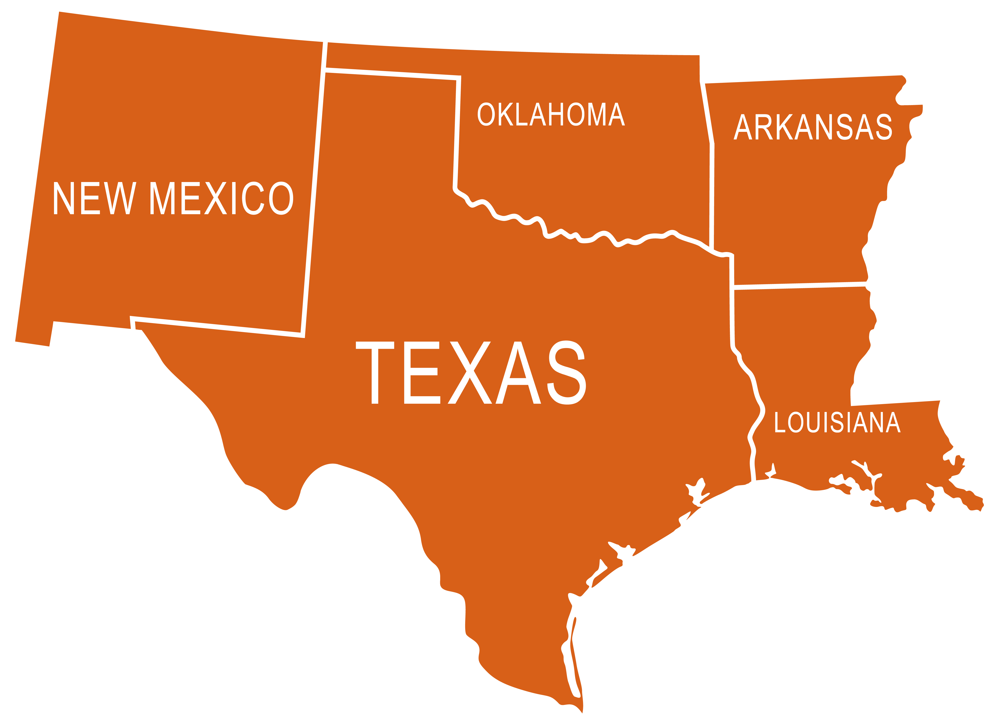 OKLAHOMA
ARKANSAS
NEW MEXICO
TEXAS
LOUISIANA